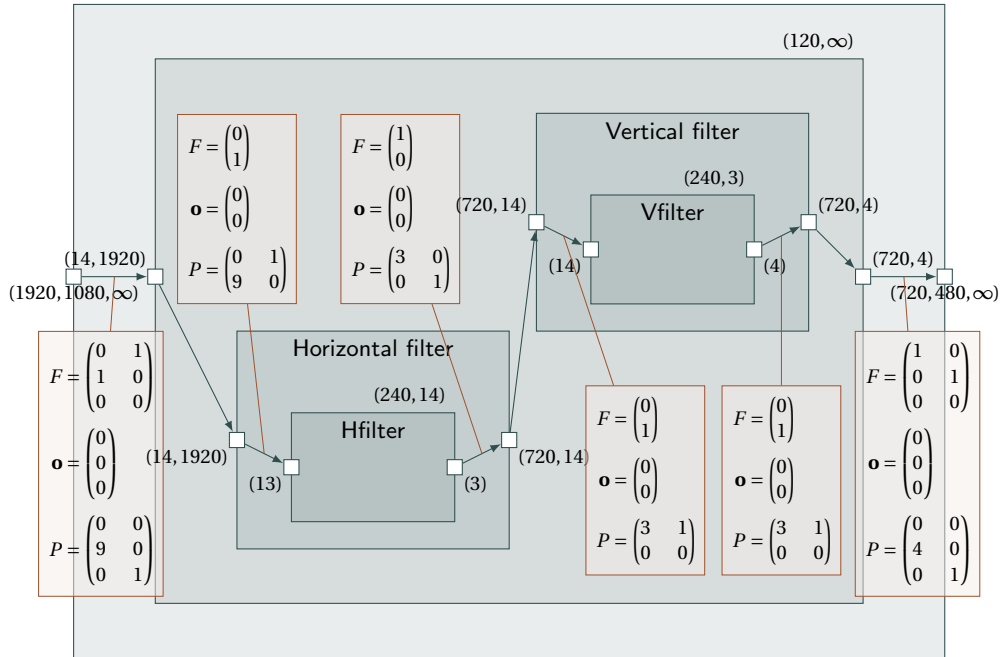 (120,∞)
Vertical filter
(240,3)
Vfilter
(720,14)
(14)
(4)
(720,4)
F = (0 1)
o = (0 0)
P = (0 1
9 0)
F = (1 0)
o = (0 0)
P = (3 0
0 1)
(14,1920)
(1920,1080,∞)
(720,4)
(720,480,∞)
Horizontal filter
(240,14)
Hfilter
(14,1920)
(13)
(3)
(720,14)
F = (0 1
1 0
0 0)
o = (0 0 0)
P = (0 0
9 0
0 1)
F = (0 1)
o = (0 0)
P = (3 1
0 0)
F = (0 1)
o = (0 0)
P = (3 1
0 0)
F = (1 0
0 1
0 0)
o = (0 0 0)
P = (0 0
4 0
0 1)